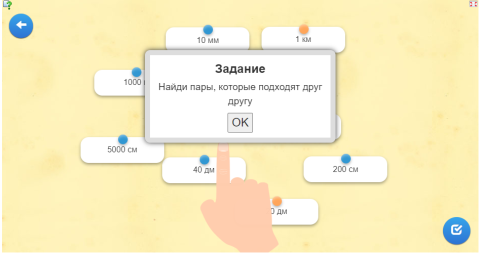 10 мм
1 км
Задание
Найди пары, которые подходят друг
другу
OK
1000
5000 см
40 дм
200 см
дм